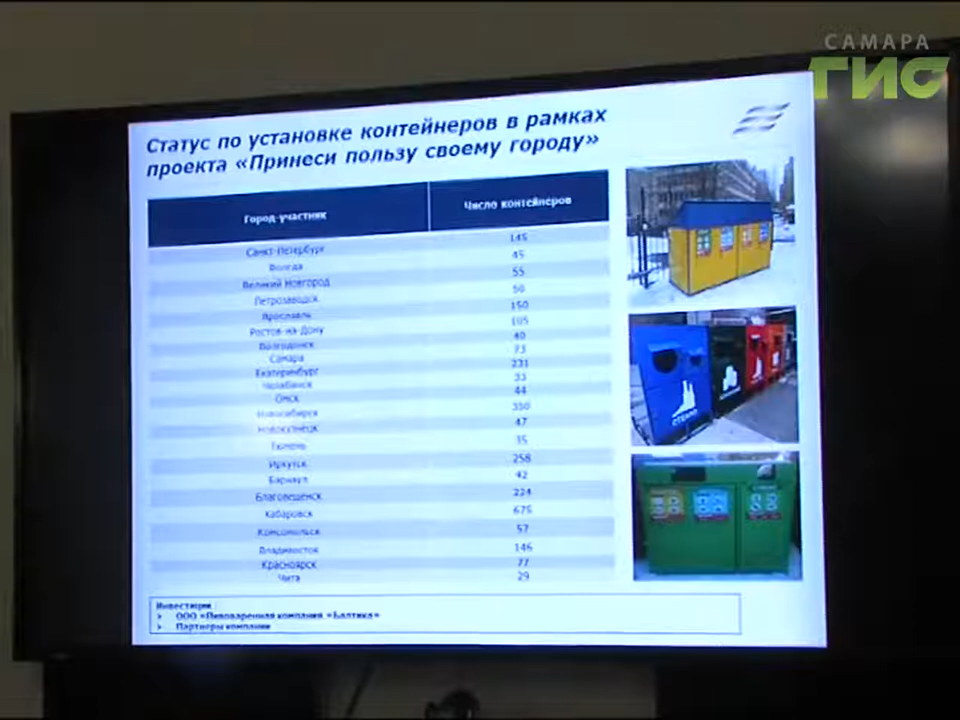 САМАРА
ГИС
Статус по установке контейнеров в рамках
проекта «Принеси пользу своему городу»
Город-участник Число контейнеров
Санкт-Петербург 145
Вологда 45
Великий Новгород 55
Петрозаводск 50
Ярославль 150
Ростов-на-Дону 105
Волгодонск 40
Самара 73
Екатеринбург 231
Челябинск 33
Омск 44
Новосибирск 350
Новокузнецк 47
Тюмень 35
Иркутск 258
Барнаул 42
Благовещенск 224
Хабаровск 675
Комсомольск 57
Владивосток 146
Красноярск 77
Чита 29
СТЕКЛО
Инвестиции :
ООО «Пивоваренная компания «Балтика»
Партнеры компании